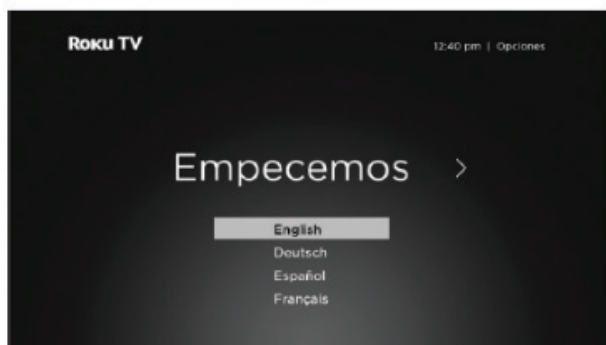 Roku TV
12:40 pm | Opciones
Empecemos >
English
Deutsch
Español
Français